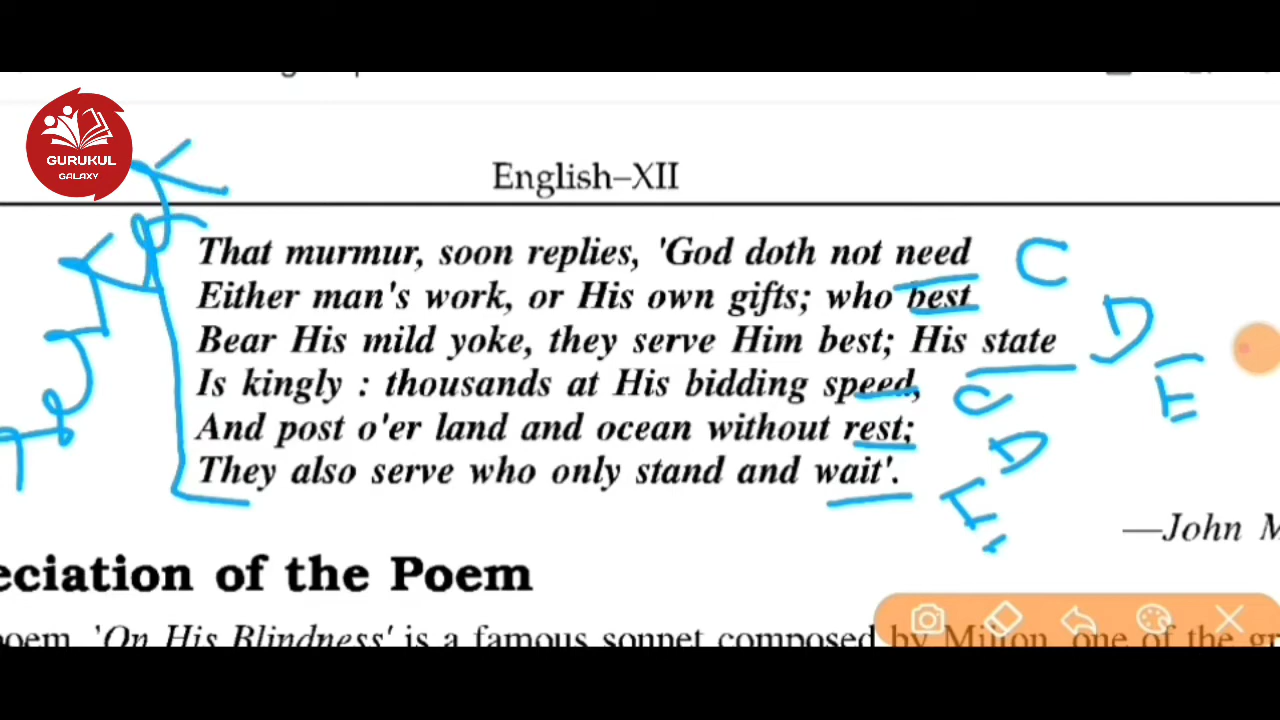 GURUKUL
GALAXY
English–XII
That murmur, soon replies, 'God doth not need
C
Either man's work, or His own gifts; who best
D
Bear His mild yoke, they serve Him best; His state
E
Is kingly : thousands at His bidding speed,
C
And post o'er land and ocean without rest;
D
They also serve who only stand and wait'.
E
—John M
eciation of the Poem
poem, 'On His Blindness' is a famous sonnet composed by Milton, one of the gr